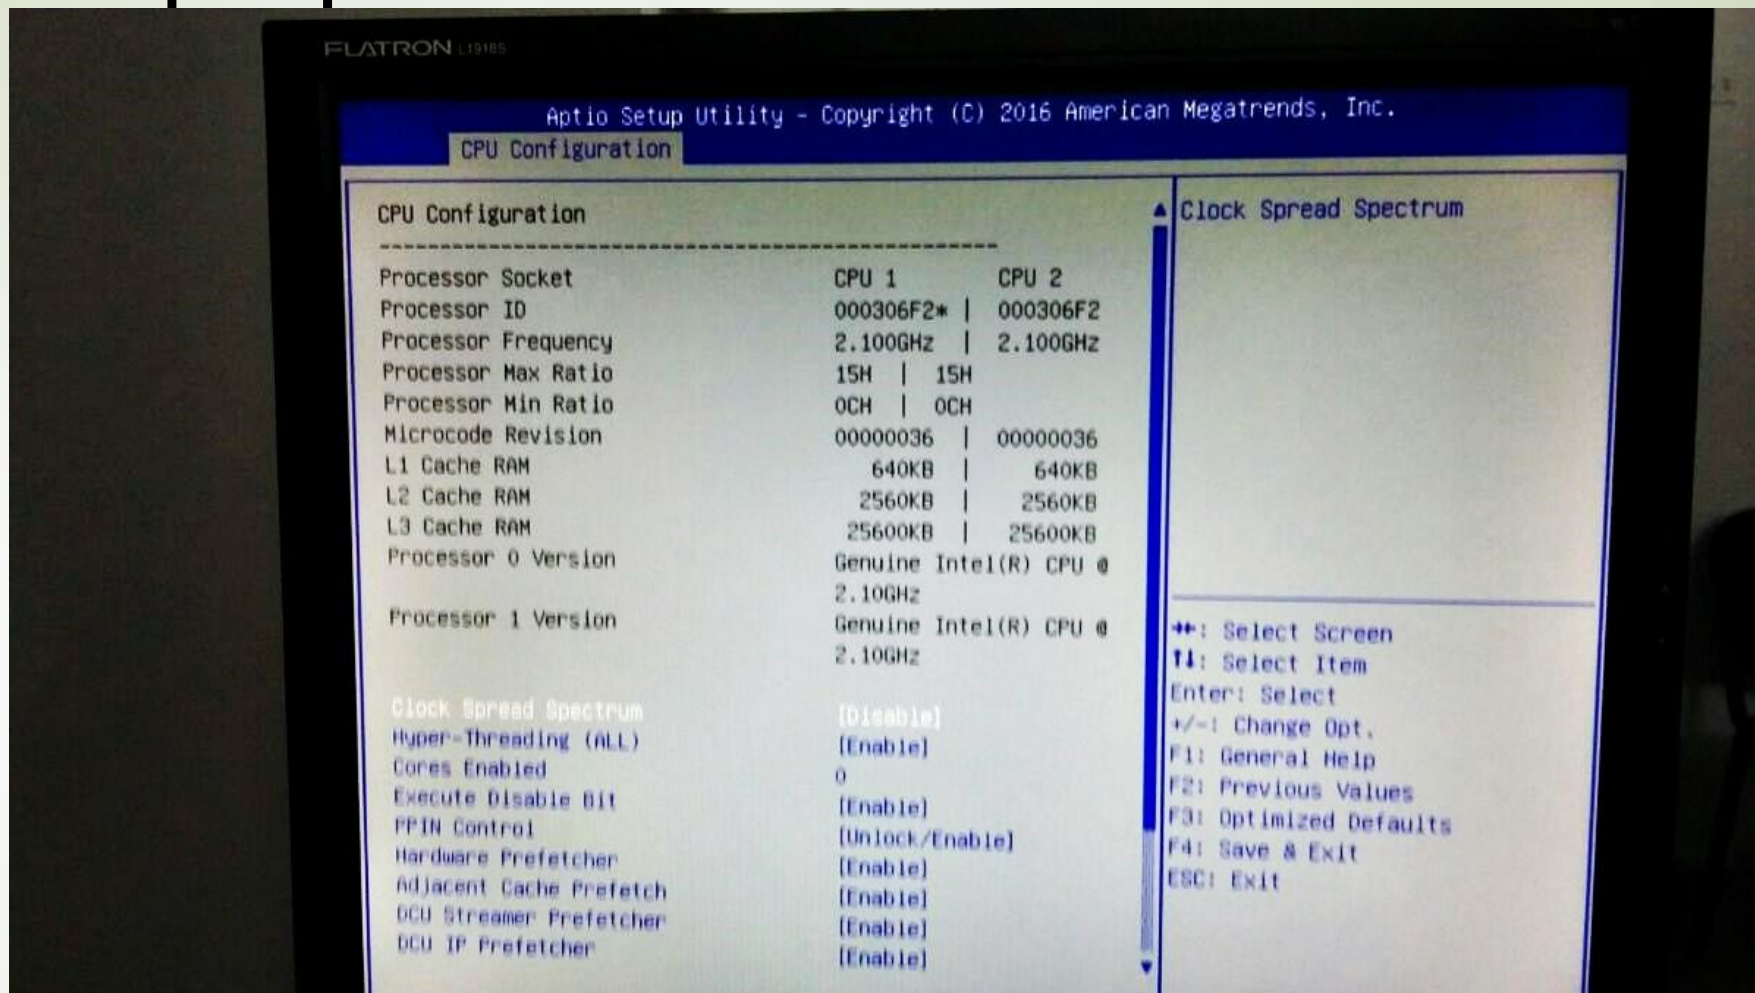 FLATRON L1918S
Aptio Setup Utility - Copyright (C) 2016 American Megatrends, Inc.
CPU Configuration
CPU Configuration
---------------------------------------------------
Processor Socket CPU 1 CPU 2
Processor ID 000306F2* | 000306F2
Processor Frequency 2.100GHz | 2.100GHz
Processor Max Ratio 15H | 15H
Processor Min Ratio 0CH | 0CH
Microcode Revision 00000036 | 00000036
L1 Cache RAM 640KB | 640KB
L2 Cache RAM 2560KB | 2560KB
L3 Cache RAM 25600KB | 25600KB
Processor 0 Version Genuine Intel(R) CPU @
2.10GHz
Processor 1 Version Genuine Intel(R) CPU @
2.10GHz
Clock Spread Spectrum [Disable]
Hyper-Threading (ALL) [Enable]
Cores Enabled 0
Execute Disable Bit [Enable]
PPIN Control [Unlock/Enable]
Hardware Prefetcher [Enable]
Adjacent Cache Prefetch [Enable]
DCU Streamer Prefetcher [Enable]
DCU IP Prefetcher [Enable]
Clock Spread Spectrum
→←: Select Screen
↑↓: Select Item
Enter: Select
+/-: Change Opt.
F1: General Help
F2: Previous Values
F3: Optimized Defaults
F4: Save & Exit
ESC: Exit